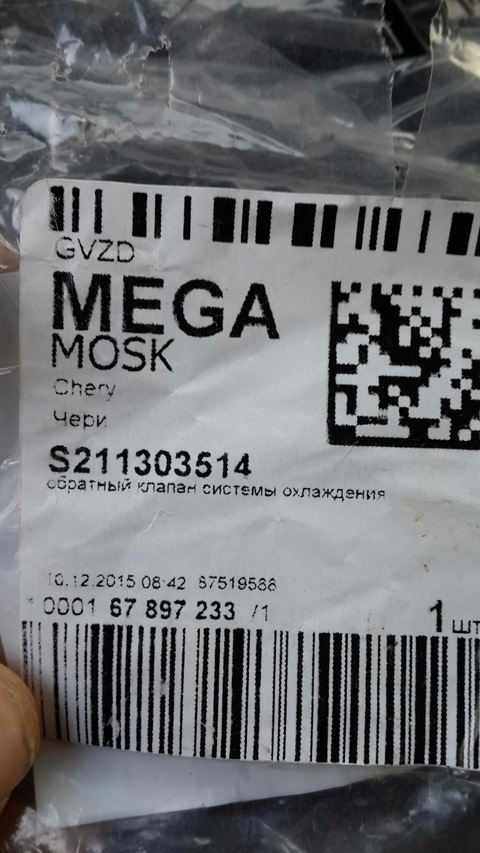 GVZD
MEGA
MOSK
Chery
Чери
S211303514
обратный клапан системы охлаждения
10.12.2015 08:42 87519588
0001 67 897 233 /1
1 шт